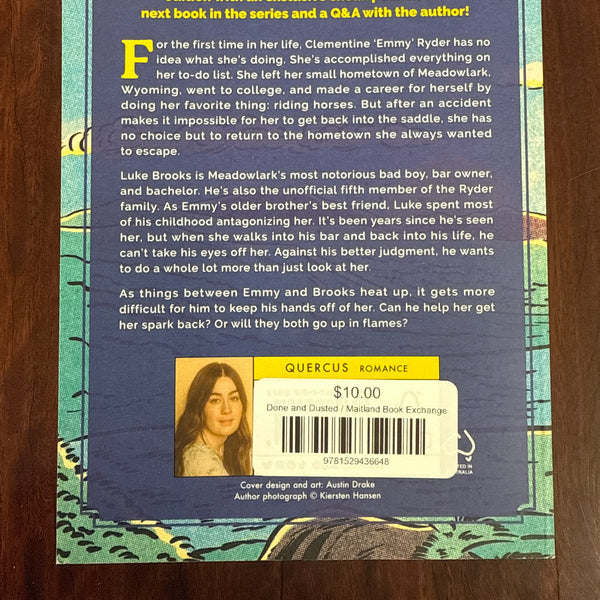 next book in the series and a Q&A with the author!
For the first time in her life, Clementine 'Emmy' Ryder has no
idea what she's doing. She's accomplished everything on
her to-do list. She left her small hometown of Meadowlark,
Wyoming, went to college, and made a career for herself by
doing her favorite thing: riding horses. But after an accident
makes it impossible for her to get back into the saddle, she has
no choice but to return to the hometown she always wanted
to escape.
Luke Brooks is Meadowlark's most notorious bad boy, bar owner,
and bachelor. He's also the unofficial fifth member of the Ryder
family. As Emmy's older brother's best friend, Luke spent most
of his childhood antagonizing her. It's been years since he's seen
her, but when she walks into his bar and back into his life, he
can't take his eyes off her. Against his better judgment, he wants
to do a whole lot more than just look at her.
As things between Emmy and Brooks heat up, it gets more
difficult for him to keep his hands off of her. Can he help her get
her spark back? Or will they both go up in flames?
QUERCUS ROMANCE
$10.00
Done and Dusted / Maitland Book Exchange
9781529436648
Cover design and art: Austin Drake
Author photograph © Kiersten Hansen